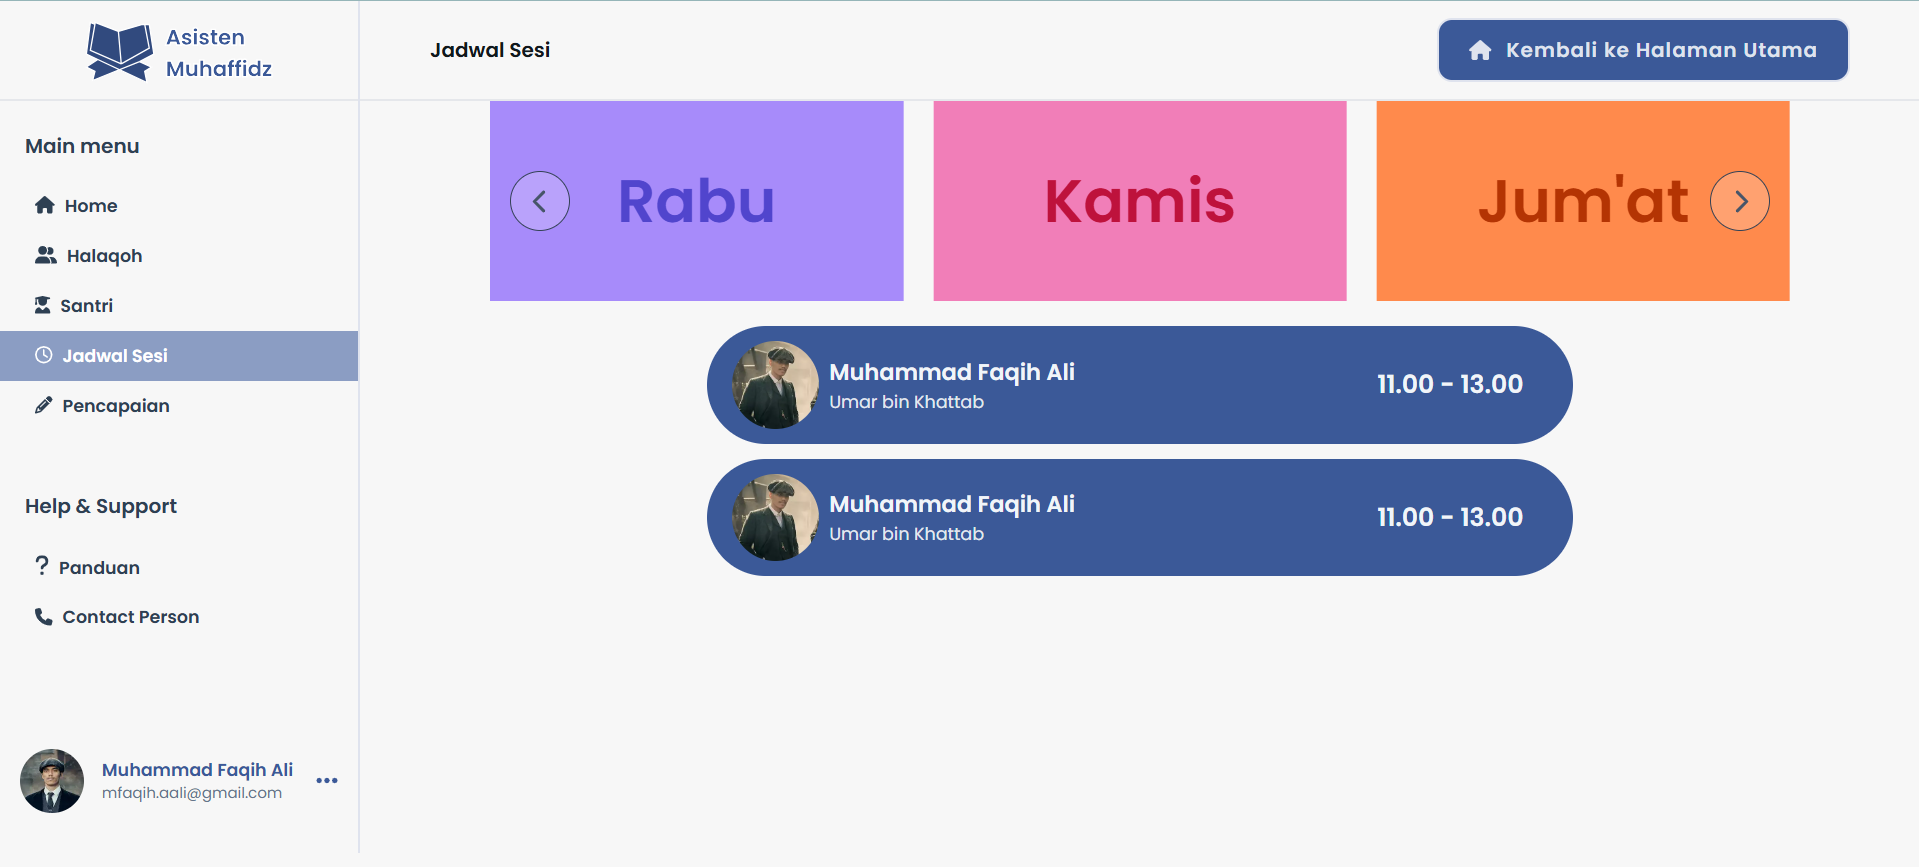 Asisten
Muhaffidz
Jadwal Sesi
Kembali ke Halaman Utama
Main menu
Home
Halaqoh
Santri
Jadwal Sesi
Pencapaian
Help & Support
Panduan
Contact Person
Muhammad Faqih Ali
mfaqih.aali@gmail.com
Rabu
Kamis
Jum'at
Muhammad Faqih Ali
Umar bin Khattab
11.00 - 13.00
Muhammad Faqih Ali
Umar bin Khattab
11.00 - 13.00